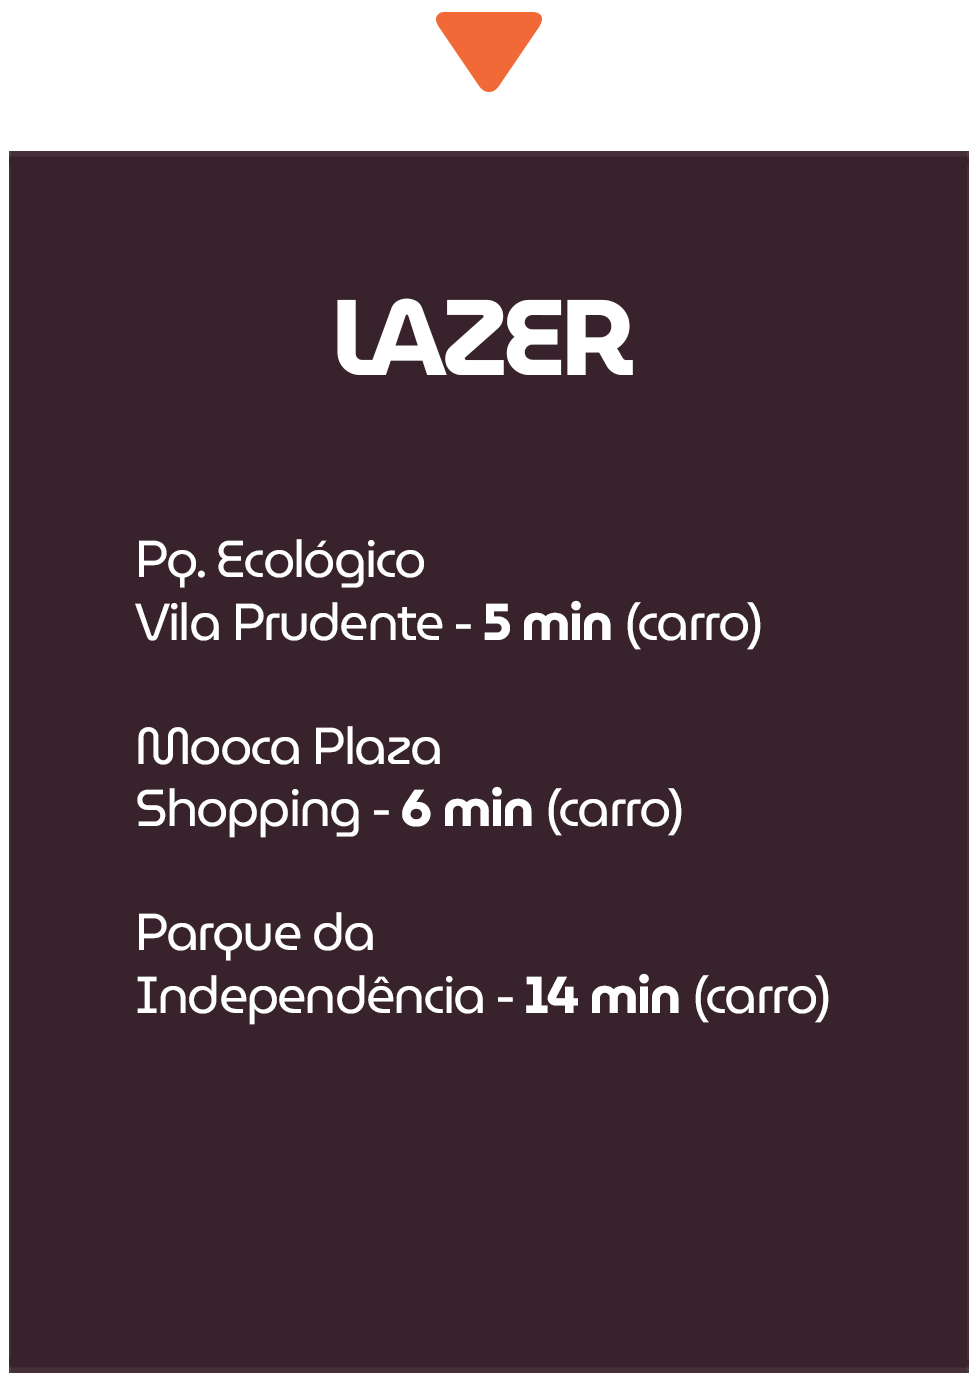 LAZER
Pq. Ecológico
Vila Prudente - 5 min (carro)
Mooca Plaza
Shopping - 6 min (carro)
Parque da
Independência - 14 min (carro)